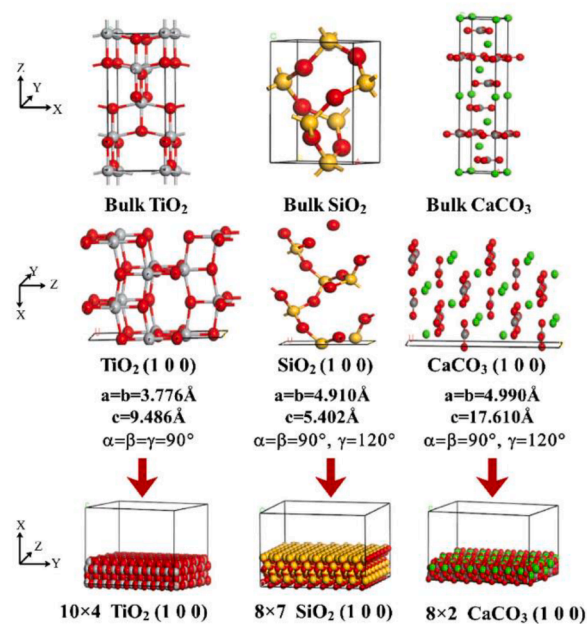 Z
Y
X
Bulk TiO₂
Bulk SiO₂
Bulk CaCO₃
Y
Z
X
TiO₂ (1 0 0)
SiO₂ (1 0 0)
CaCO₃ (1 0 0)
a=b=3.776Å
c=9.486Å
α=β=γ=90°
a=b=4.910Å
c=5.402Å
α=β=90°, γ=120°
a=b=4.990Å
c=17.610Å
α=β=90°, γ=120°
X
Z
Y
10×4 TiO₂ (1 0 0)
8×7 SiO₂ (1 0 0)
8×2 CaCO₃ (1 0 0)